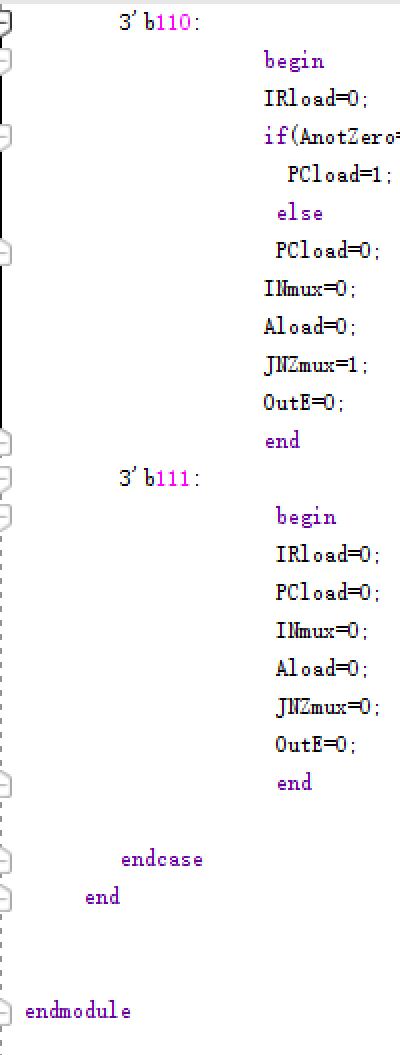 3'b110:
begin
IRload=0;
if(AnotZero=
PCload=1;
else
PCload=0;
INmux=0;
Aload=0;
JNZmux=1;
OutE=0;
end
3'b111:
begin
IRload=0;
PCload=0;
INmux=0;
Aload=0;
JNZmux=0;
OutE=0;
end
endcase
end
endmodule